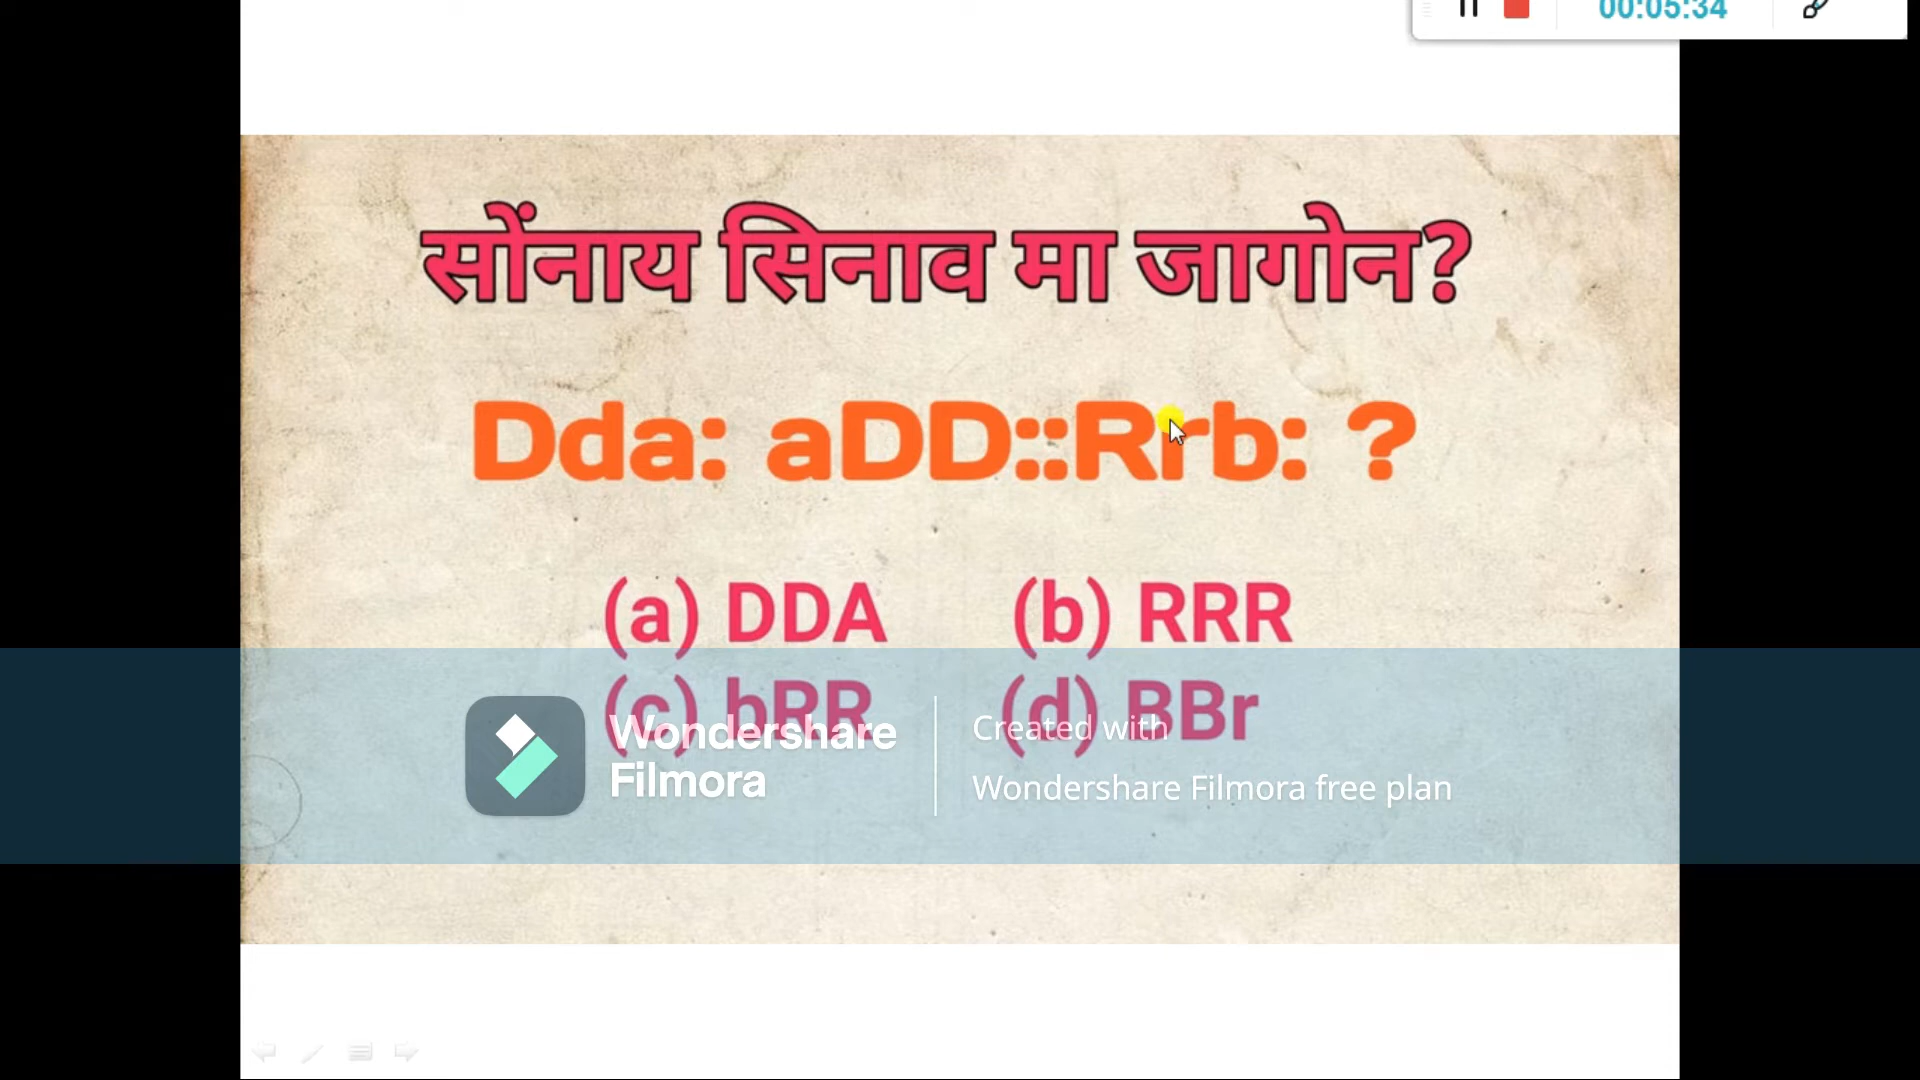 00:05:34
सोंनाय सिनाव मा जागोन?
Dda: aDD::Rrb: ?
(a) DDA (b) RRR
(c) bRR (d) BBr
Wondershare Filmora
Created with
Wondershare Filmora free plan